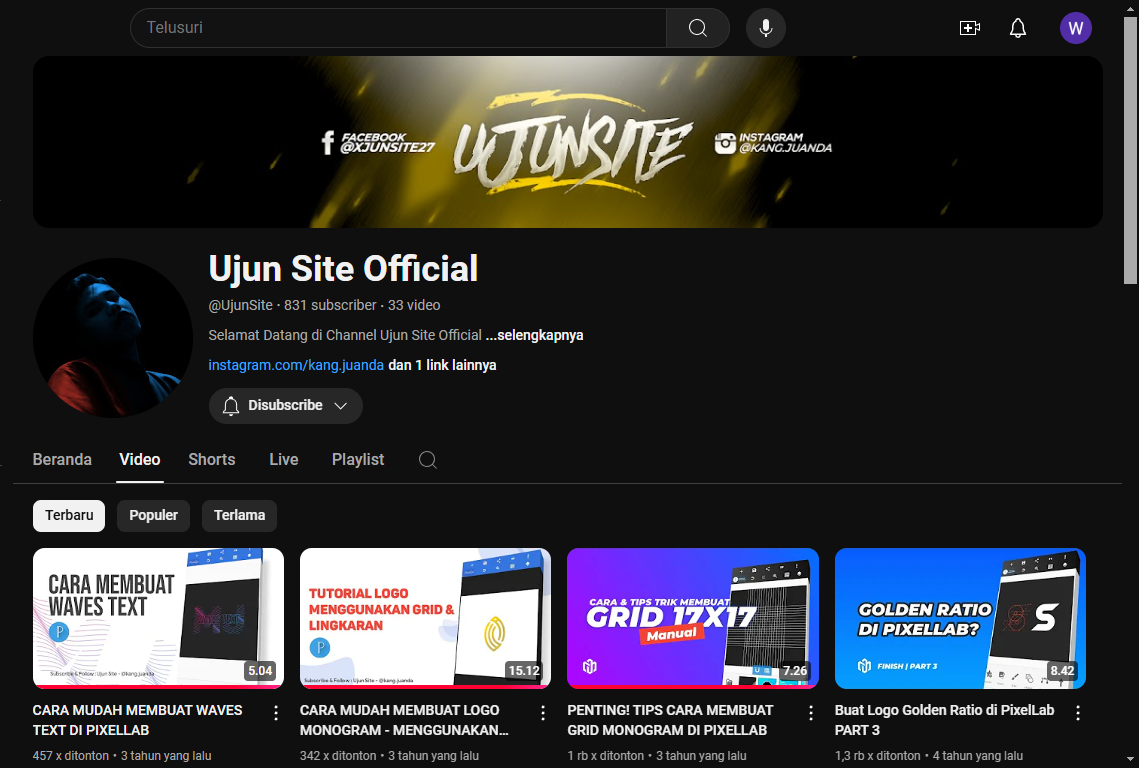 Telusuri
W
FACEBOOK
@XJUNSITE27
UJUNSITE
INSTAGRAM
@KANG.JUANDA
Ujun Site Official
@UjunSite · 831 subscriber · 33 video
Selamat Datang di Channel Ujun Site Official ...selengkapnya
instagram.com/kang.juanda dan 1 link lainnya
Disubscribe
Beranda Video Shorts Live Playlist
Terbaru Populer Terlama
CARA MEMBUAT
WAVES TEXT
P
Subscribe & Follow : Ujun Site - @kang.juanda
5.04
TUTORIAL LOGO
MENGGUNAKAN GRID &
LINGKARAN
P
Subscribe & Follow : Ujun Site - @kang.juanda
15.12
CARA & TIPS TRIK MEMBUAT
GRID 17X17
Manual
7.26
GOLDEN RATIO
DI PIXELLAB?
S
FINISH | PART 3
8.42
CARA MUDAH MEMBUAT WAVES
TEXT DI PIXELLAB
457 x ditonton • 3 tahun yang lalu
CARA MUDAH MEMBUAT LOGO
MONOGRAM - MENGGUNAKAN...
342 x ditonton • 3 tahun yang lalu
PENTING! TIPS CARA MEMBUAT
GRID MONOGRAM DI PIXELLAB
1 rb x ditonton • 3 tahun yang lalu
Buat Logo Golden Ratio di PixelLab
PART 3
1,3 rb x ditonton • 4 tahun yang lalu